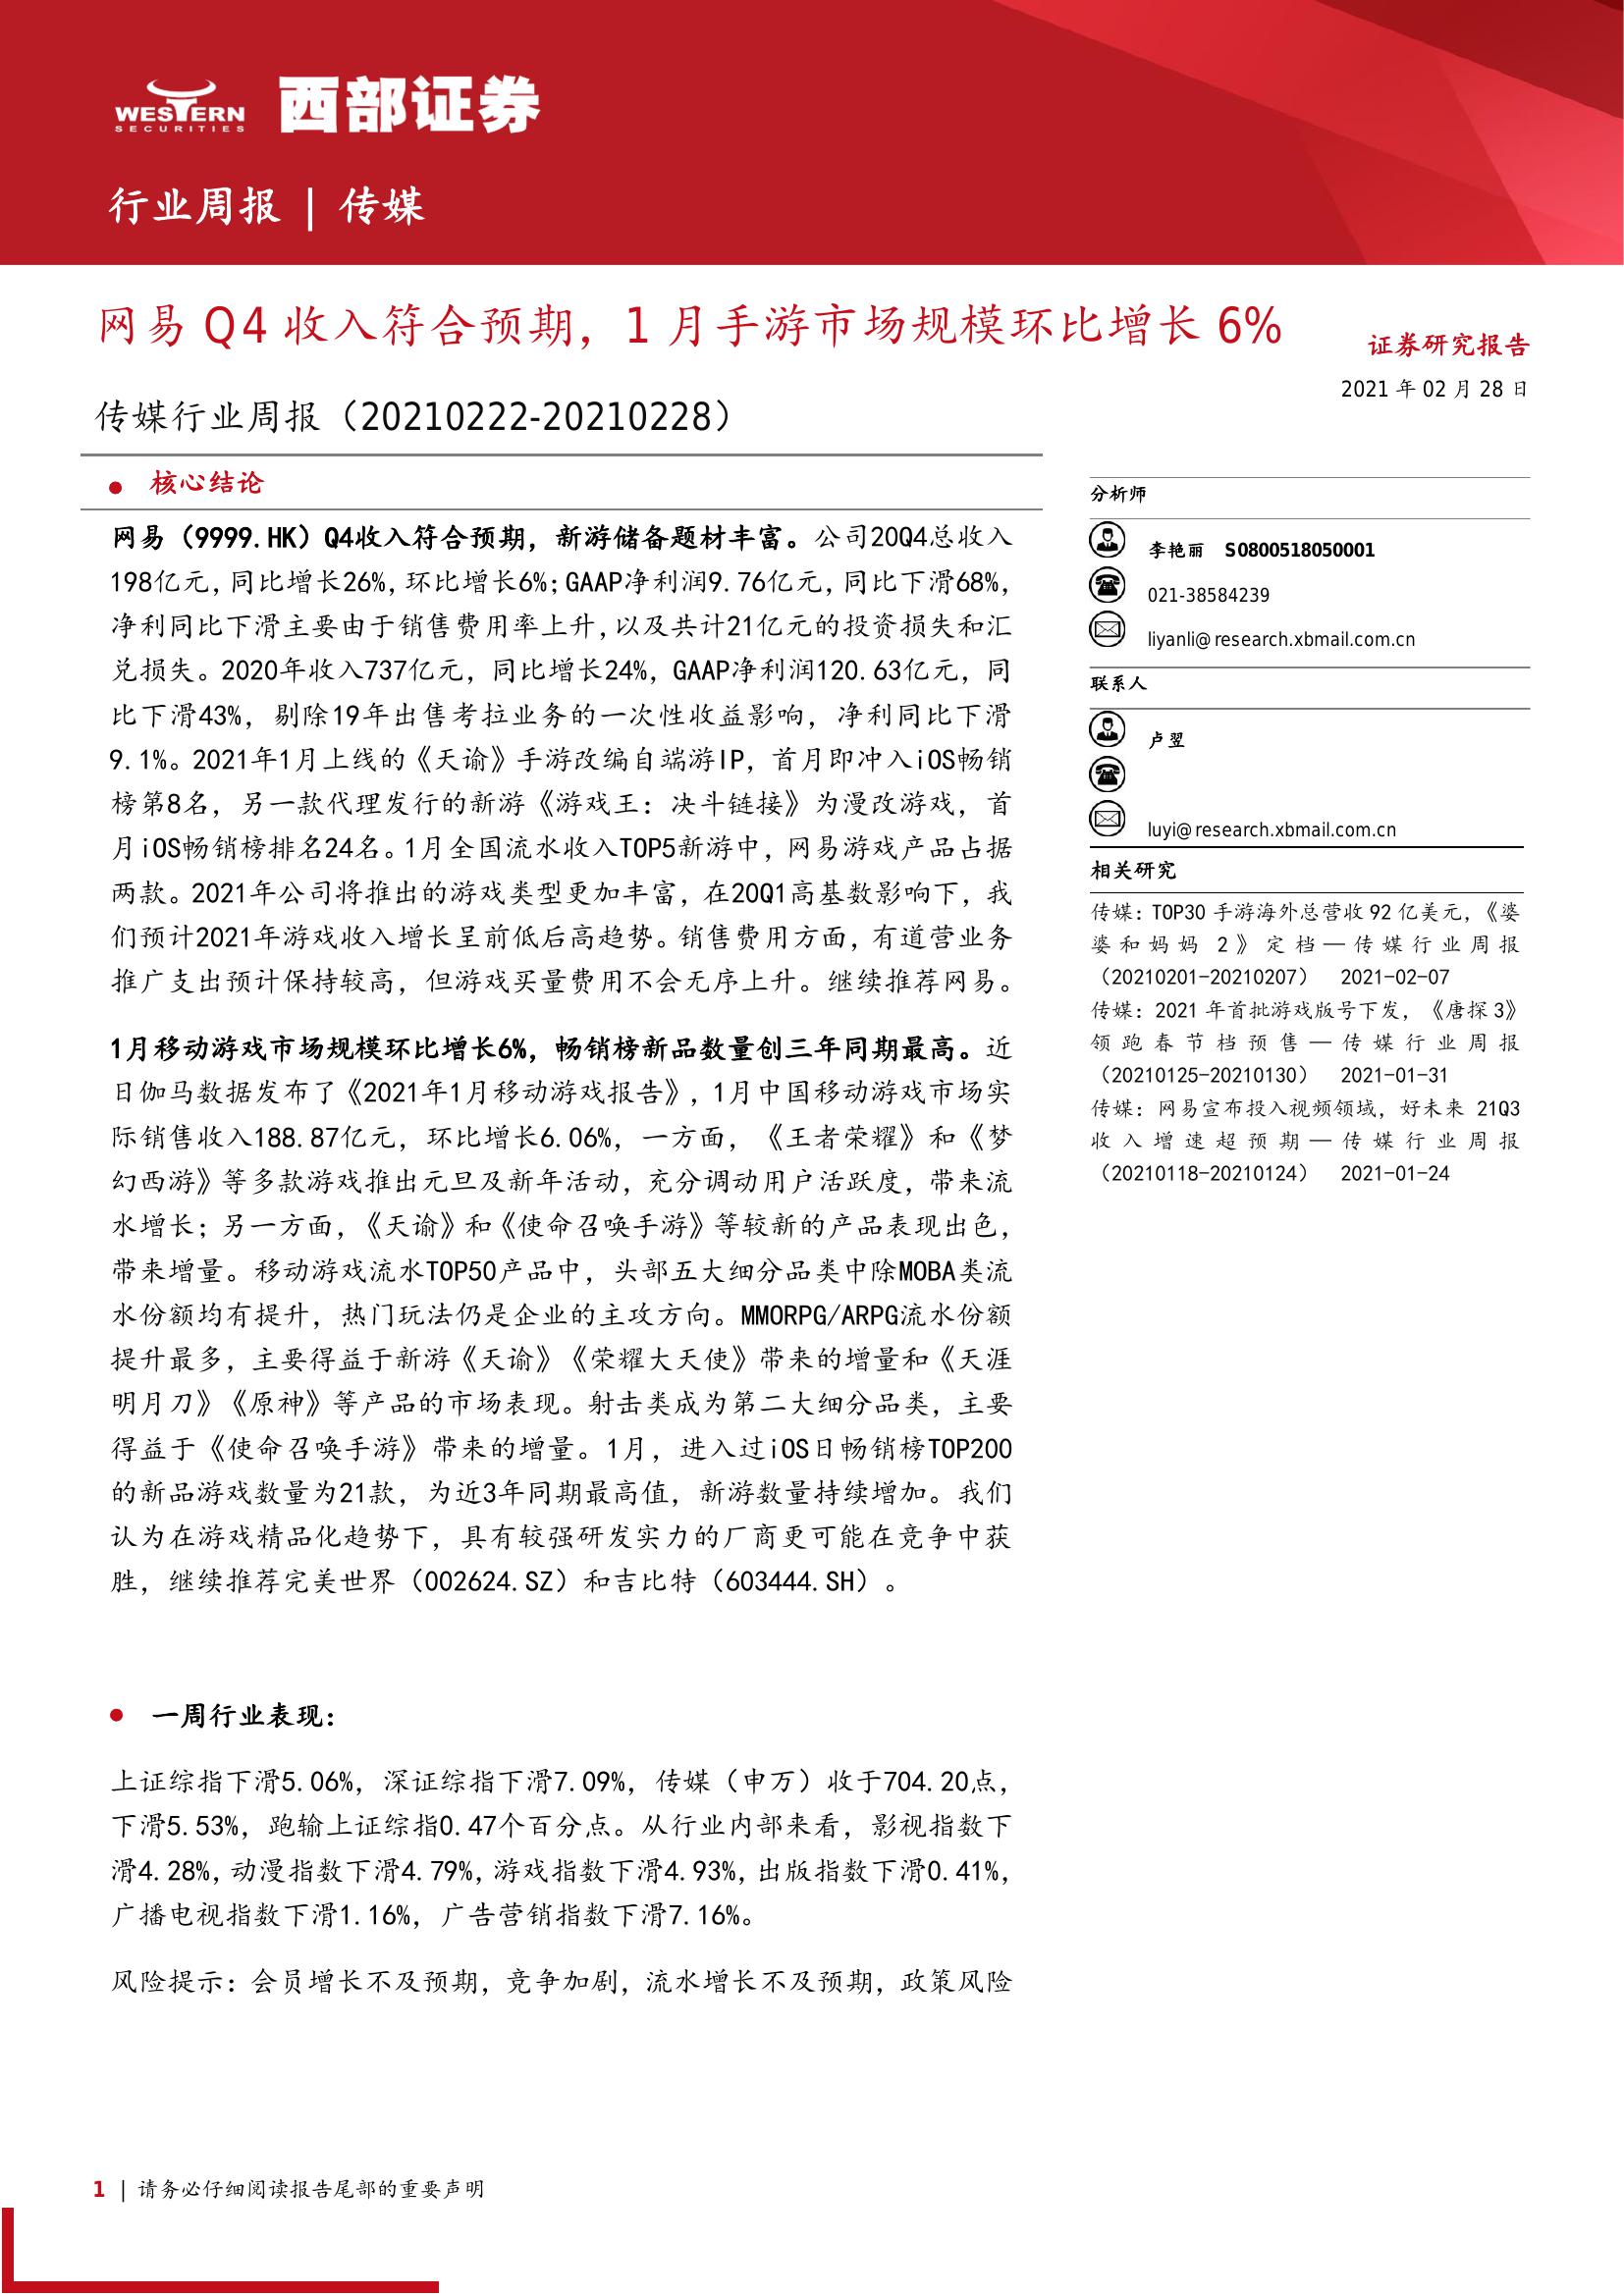 WESTERN
SECURITIES
西部证券
行业周报 | 传媒
网易 Q4 收入符合预期，1 月手游市场规模环比增长 6%
传媒行业周报（20210222-20210228）
证券研究报告
2021 年 02 月 28 日
● 核心结论
网易（9999.HK）Q4收入符合预期，新游储备题材丰富。公司20Q4总收入
198亿元，同比增长26%，环比增长6%；GAAP净利润9.76亿元，同比下滑68%，
净利同比下滑主要由于销售费用率上升，以及共计21亿元的投资损失和汇
兑损失。2020年收入737亿元，同比增长24%，GAAP净利润120.63亿元，同
比下滑43%，剔除19年出售考拉业务的一次性收益影响，净利同比下滑
9.1%。2021年1月上线的《天谕》手游改编自端游IP，首月即冲入iOS畅销
榜第8名，另一款代理发行的新游《游戏王：决斗链接》为漫改游戏，首
月iOS畅销榜排名24名。1月全国流水收入TOP5新游中，网易游戏产品占据
两款。2021年公司将推出的游戏类型更加丰富，在20Q1高基数影响下，我
们预计2021年游戏收入增长呈前低后高趋势。销售费用方面，有道营业务
推广支出预计保持较高，但游戏买量费用不会无序上升。继续推荐网易。
1月移动游戏市场规模环比增长6%，畅销榜新品数量创三年同期最高。近
日伽马数据发布了《2021年1月移动游戏报告》，1月中国移动游戏市场实
际销售收入188.87亿元，环比增长6.06%，一方面，《王者荣耀》和《梦
幻西游》等多款游戏推出元旦及新年活动，充分调动用户活跃度，带来流
水增长；另一方面，《天谕》和《使命召唤手游》等较新的产品表现出色，
带来增量。移动游戏流水TOP50产品中，头部五大细分品类中除MOBA类流
水份额均有提升，热门玩法仍是企业的主攻方向。MMORPG/ARPG流水份额
提升最多，主要得益于新游《天谕》《荣耀大天使》带来的增量和《天涯
明月刀》《原神》等产品的市场表现。射击类成为第二大细分品类，主要
得益于《使命召唤手游》带来的增量。1月，进入过iOS日畅销榜TOP200
的新品游戏数量为21款，为近3年同期最高值，新游数量持续增加。我们
认为在游戏精品化趋势下，具有较强研发实力的厂商更可能在竞争中获
胜，继续推荐完美世界（002624.SZ）和吉比特（603444.SH）。
● 一周行业表现：
上证综指下滑5.06%，深证综指下滑7.09%，传媒（申万）收于704.20点，
下滑5.53%，跑输上证综指0.47个百分点。从行业内部来看，影视指数下
滑4.28%，动漫指数下滑4.79%，游戏指数下滑4.93%，出版指数下滑0.41%，
广播电视指数下滑1.16%，广告营销指数下滑7.16%。
风险提示：会员增长不及预期，竞争加剧，流水增长不及预期，政策风险
分析师
李艳丽 S0800518050001
021-38584239
liyanli@research.xbmail.com.cn
联系人
卢翌
luyi@research.xbmail.com.cn
相关研究
传媒：TOP30 手游海外总营收 92 亿美元，《婆
婆和妈妈 2》定档—传媒行业周报
（20210201-20210207） 2021-02-07
传媒：2021 年首批游戏版号下发，《唐探 3》
领跑春节档预售—传媒行业周报
（20210125-20210130） 2021-01-31
传媒：网易宣布投入视频领域，好未来 21Q3
收入增速超预期—传媒行业周报
（20210118-20210124） 2021-01-24
1 | 请务必仔细阅读报告尾部的重要声明